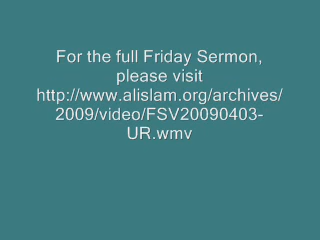 For the full Friday Sermon,
please visit
http://www.alislam.org/archives/
2009/video/FSV20090403-
UR.wmv